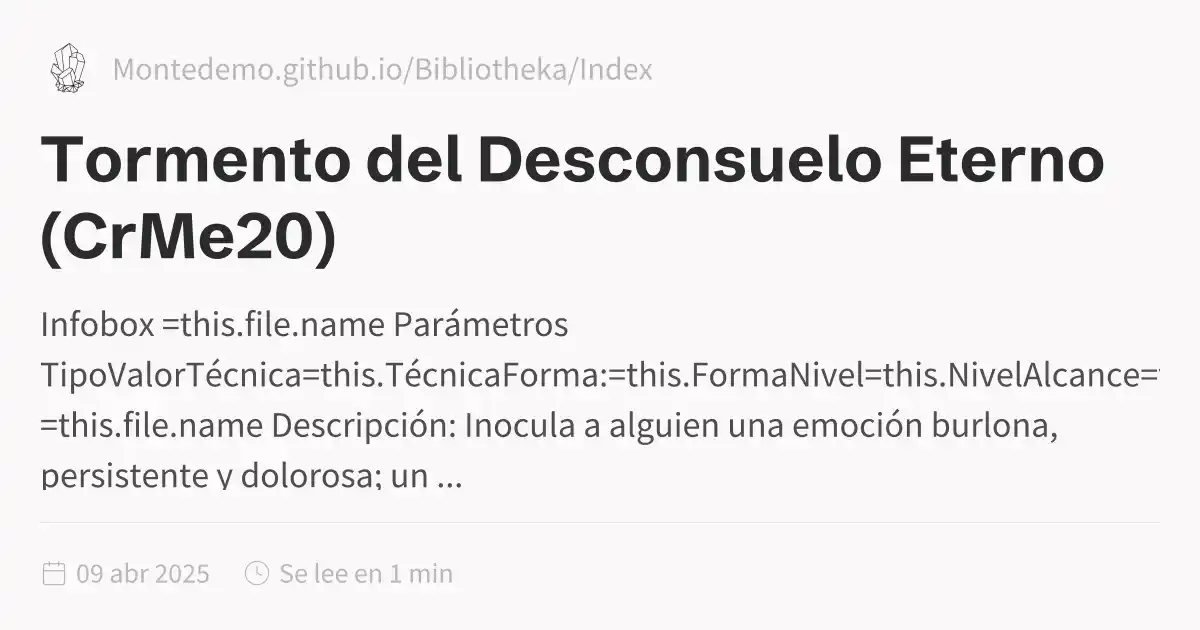 Montedemo.github.io/Bibliotheka/Index
Tormento del Desconsuelo Eterno
(CrMe20)
Infobox =this.file.name Parámetros
TipoValorTécnica=this.TécnicaForma:=this.FormaNivel=this.NivelAlcance=
=this.file.name Descripción: Inocula a alguien una emoción burlona,
persistente y dolorosa; un ...
09 abr 2025
Se lee en 1 min